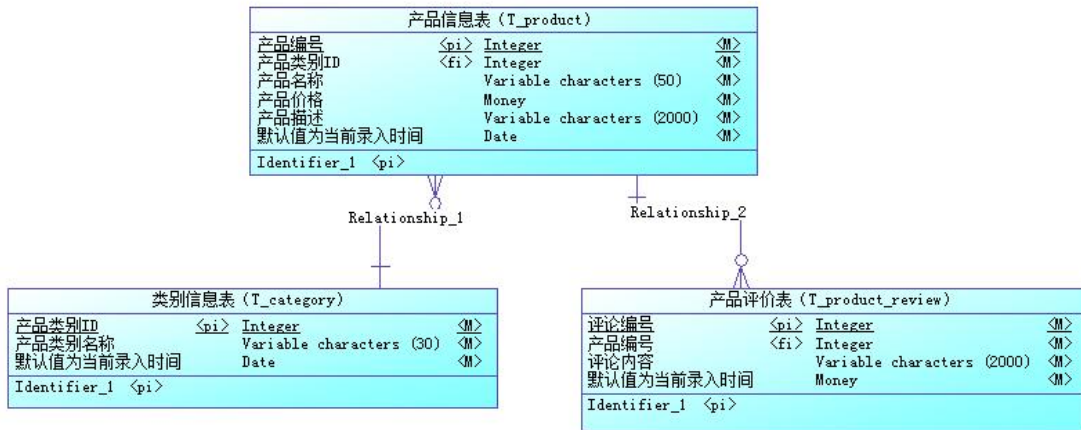 产品信息表（T_product）
产品编号 <pi> Integer <M>
产品类别ID <fi> Integer <M>
产品名称 Variable characters (50) <M>
产品价格 Money <M>
产品描述 Variable characters (2000) <M>
默认值为当前录入时间 Date <M>
Identifier_1 <pi>
Relationship_1
Relationship_2
类别信息表（T_category）
产品类别ID <pi> Integer <M>
产品类别名称 Variable characters (30) <M>
默认值为当前录入时间 Date <M>
Identifier_1 <pi>
产品评价表（T_product_review）
评论编号 <pi> Integer <M>
产品编号 <fi> Integer <M>
评论内容 Variable characters (2000) <M>
默认值为当前录入时间 Money <M>
Identifier_1 <pi>